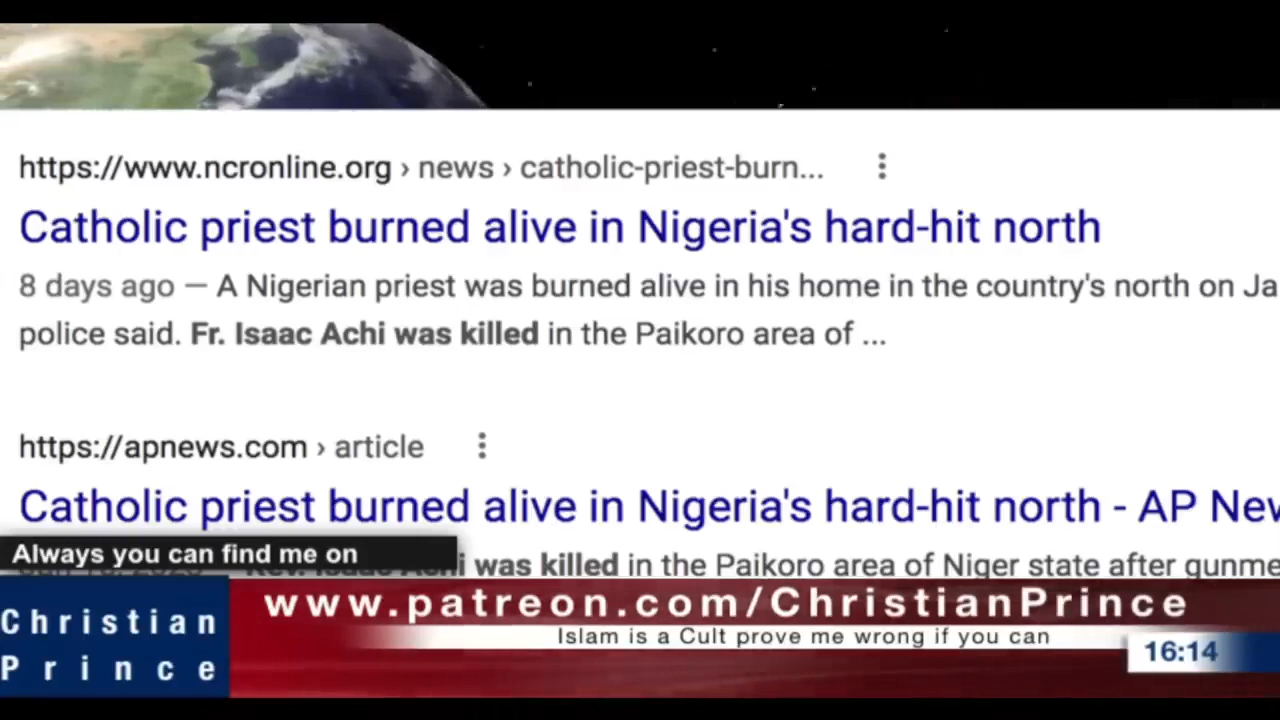 https://www.ncronline.org › news › catholic-priest-burn...
Catholic priest burned alive in Nigeria's hard-hit north
8 days ago — A Nigerian priest was burned alive in his home in the country's north on Ja
police said. Fr. Isaac Achi was killed in the Paikoro area of ...
https://apnews.com › article
Catholic priest burned alive in Nigeria's hard-hit north - AP New
Always you can find me on
was killed in the Paikoro area of Niger state after gunme
www.patreon.com/ChristianPrince
Islam is a Cult prove me wrong if you can
Christian
Prince
16:14